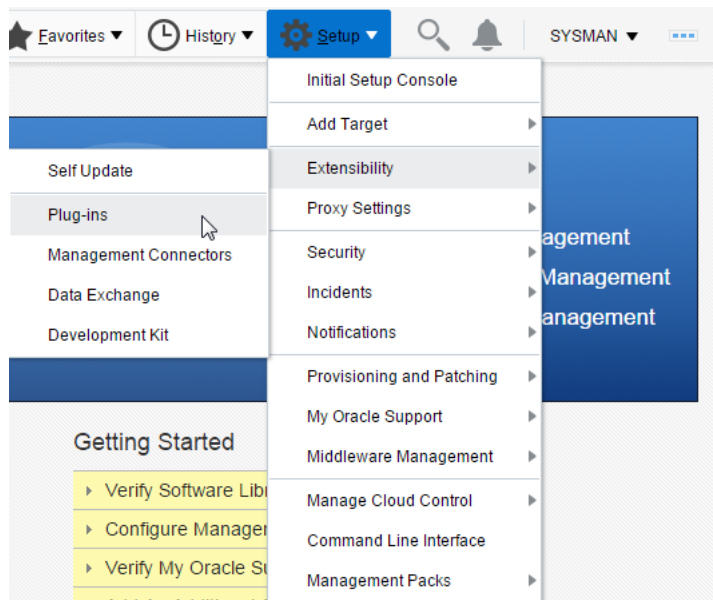 Favorites ▼ History ▼ Setup ▼ SYSMAN ▼
Initial Setup Console
Add Target
Extensibility
Proxy Settings
Security
Incidents
Notifications
Provisioning and Patching
My Oracle Support
Middleware Management
Manage Cloud Control
Command Line Interface
Management Packs
Self Update
Plug-ins
Management Connectors
Data Exchange
Development Kit
agement
Management
anagement
Getting Started
Verify Software Lib
Configure Manager
Verify My Oracle Su